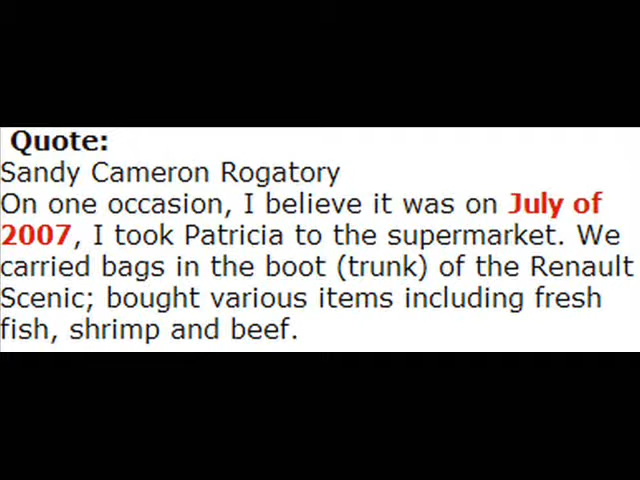 Quote:
Sandy Cameron Rogatory
On one occasion, I believe it was on July of
2007, I took Patricia to the supermarket. We
carried bags in the boot (trunk) of the Renault
Scenic; bought various items including fresh
fish, shrimp and beef.